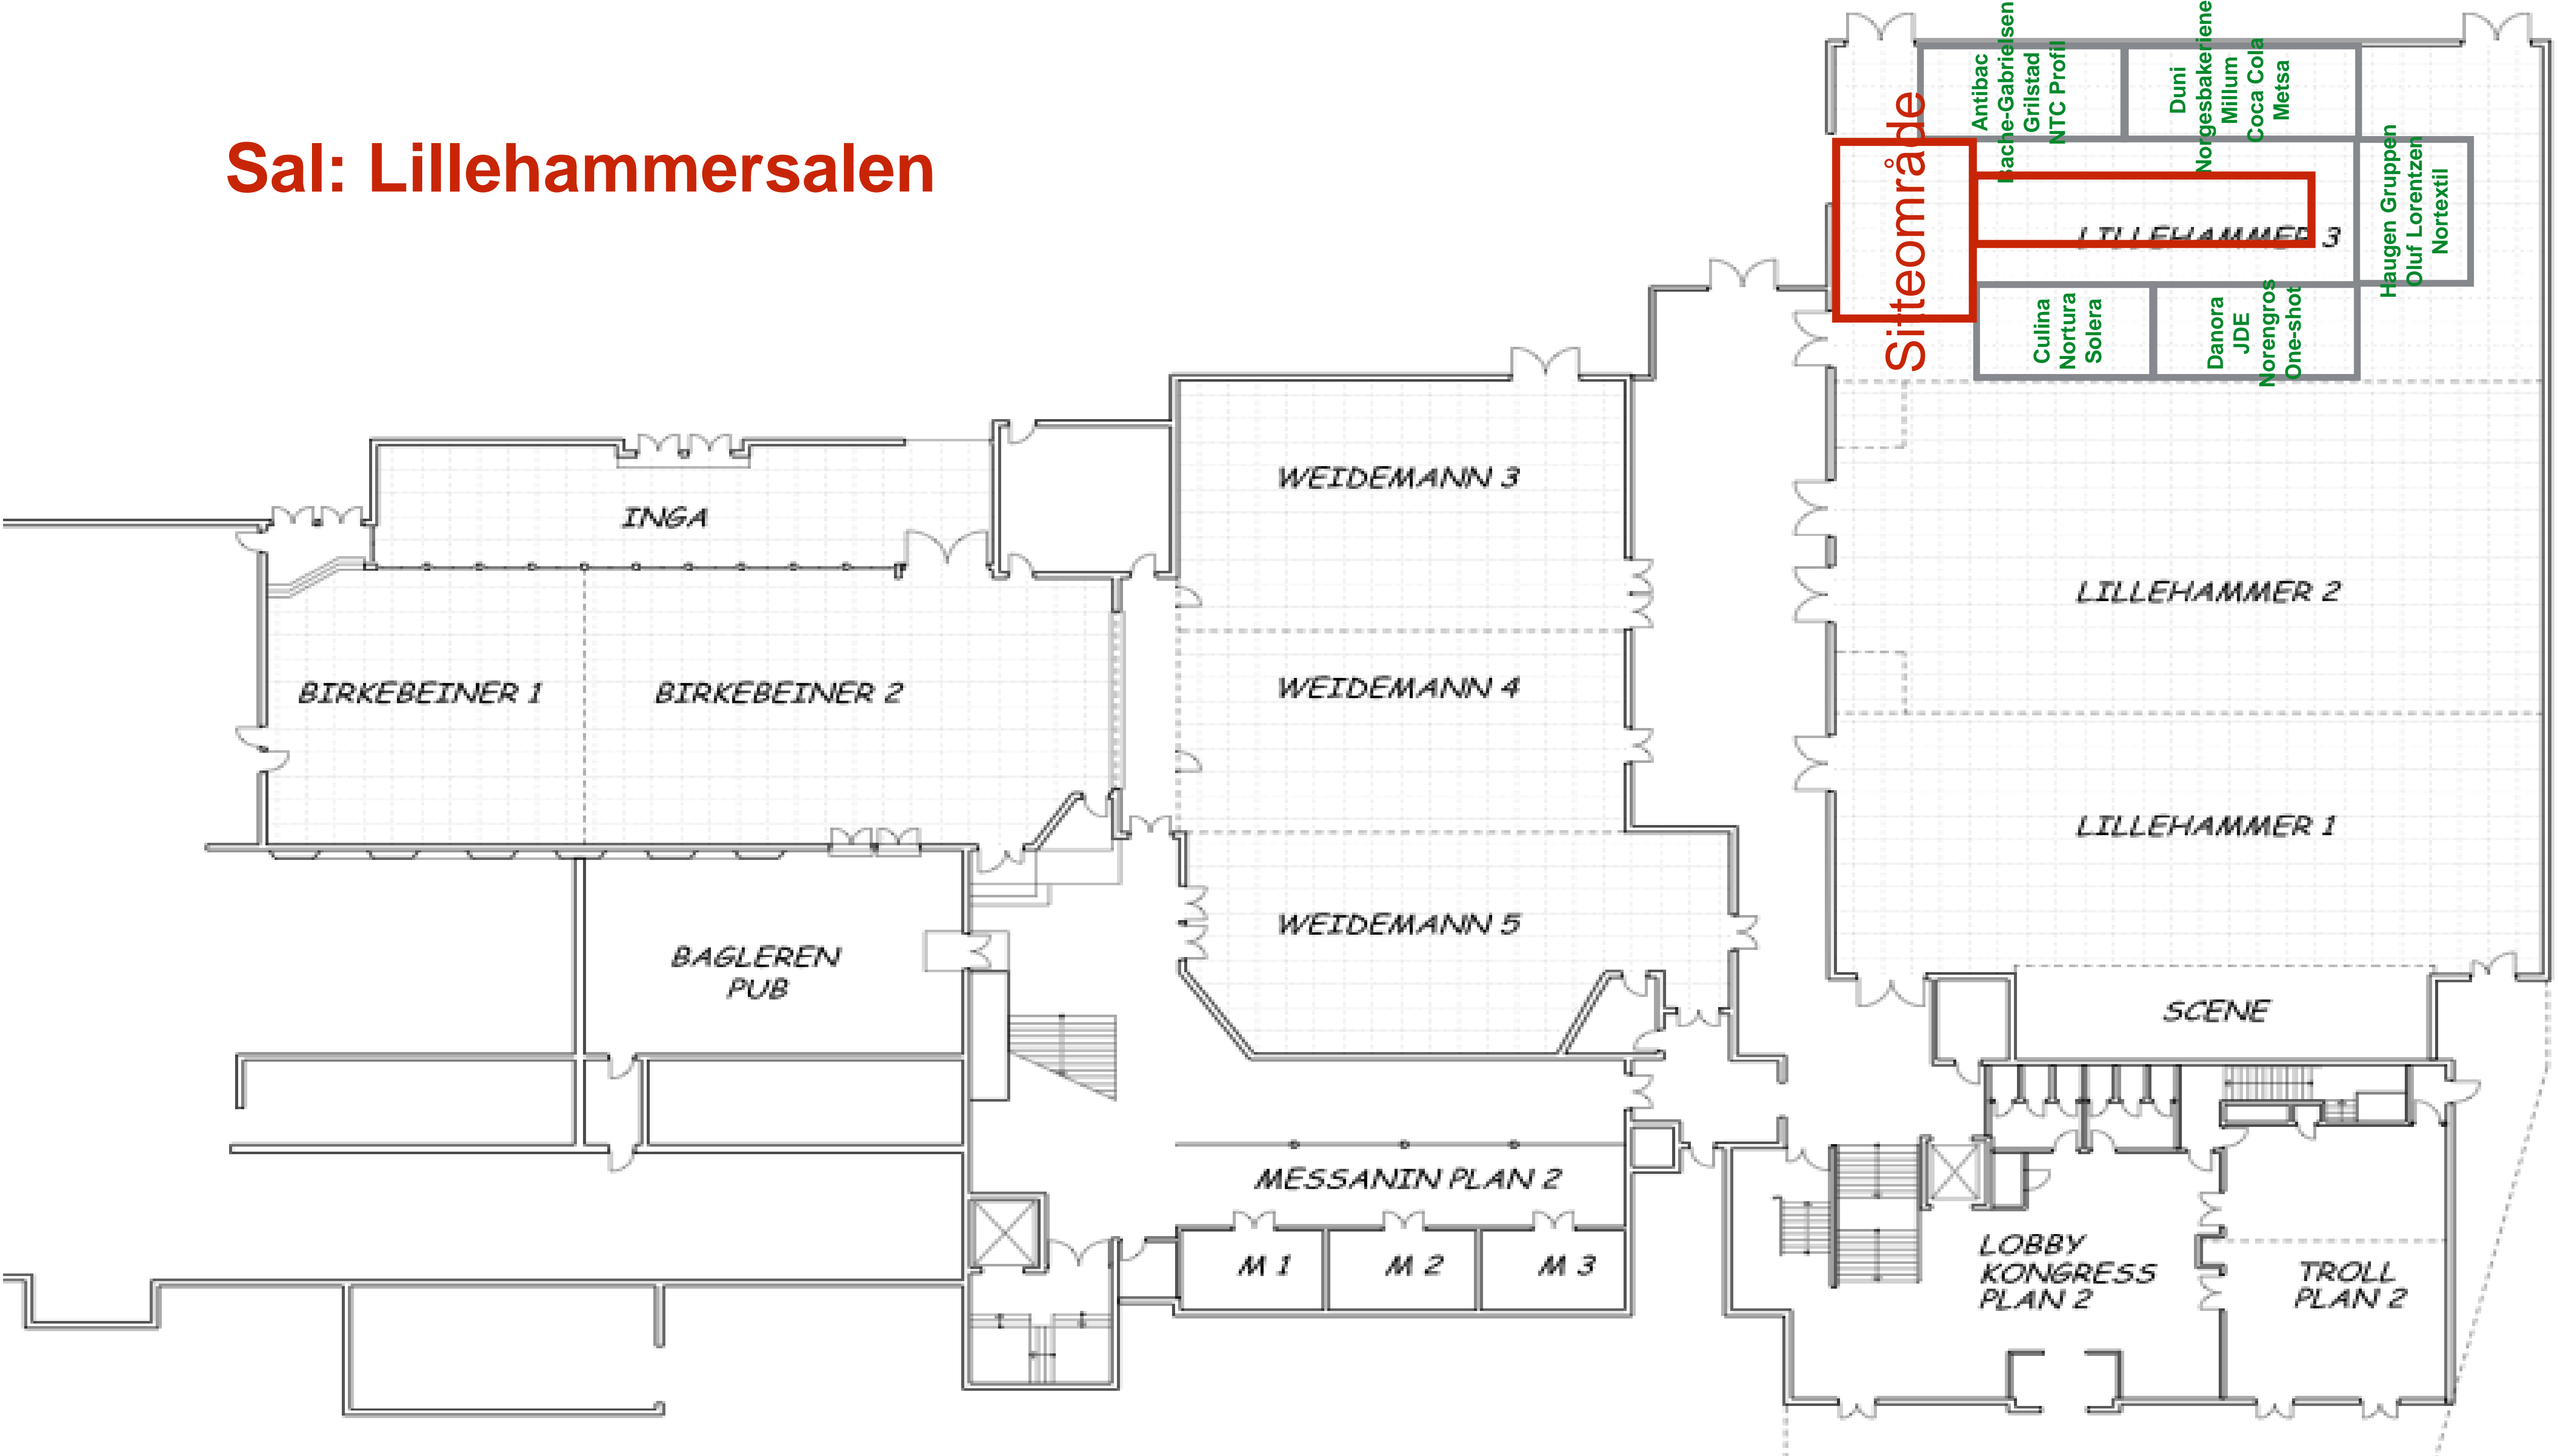 Sal: Lillehammersalen
Sitteområde
Antibac
Bache-Gabrielsen
Grilstad
NTC Profil
Duni
Norgesbakeriene
Millum
Coca Cola
Metsa
Haugen Gruppen
Oluf Lorentzen
Nortextil
LILLEHAMMER 3
Culina
Nortura
Solera
Danora
JDE
Norengros
One-shot
WEIDEMANN 3
INGA
LILLEHAMMER 2
BIRKEBEINER 1
BIRKEBEINER 2
WEIDEMANN 4
LILLEHAMMER 1
WEIDEMANN 5
BAGLEREN
PUB
SCENE
MESSANIN PLAN 2
M 1
M 2
M 3
LOBBY
KONGRESS
PLAN 2
TROLL
PLAN 2